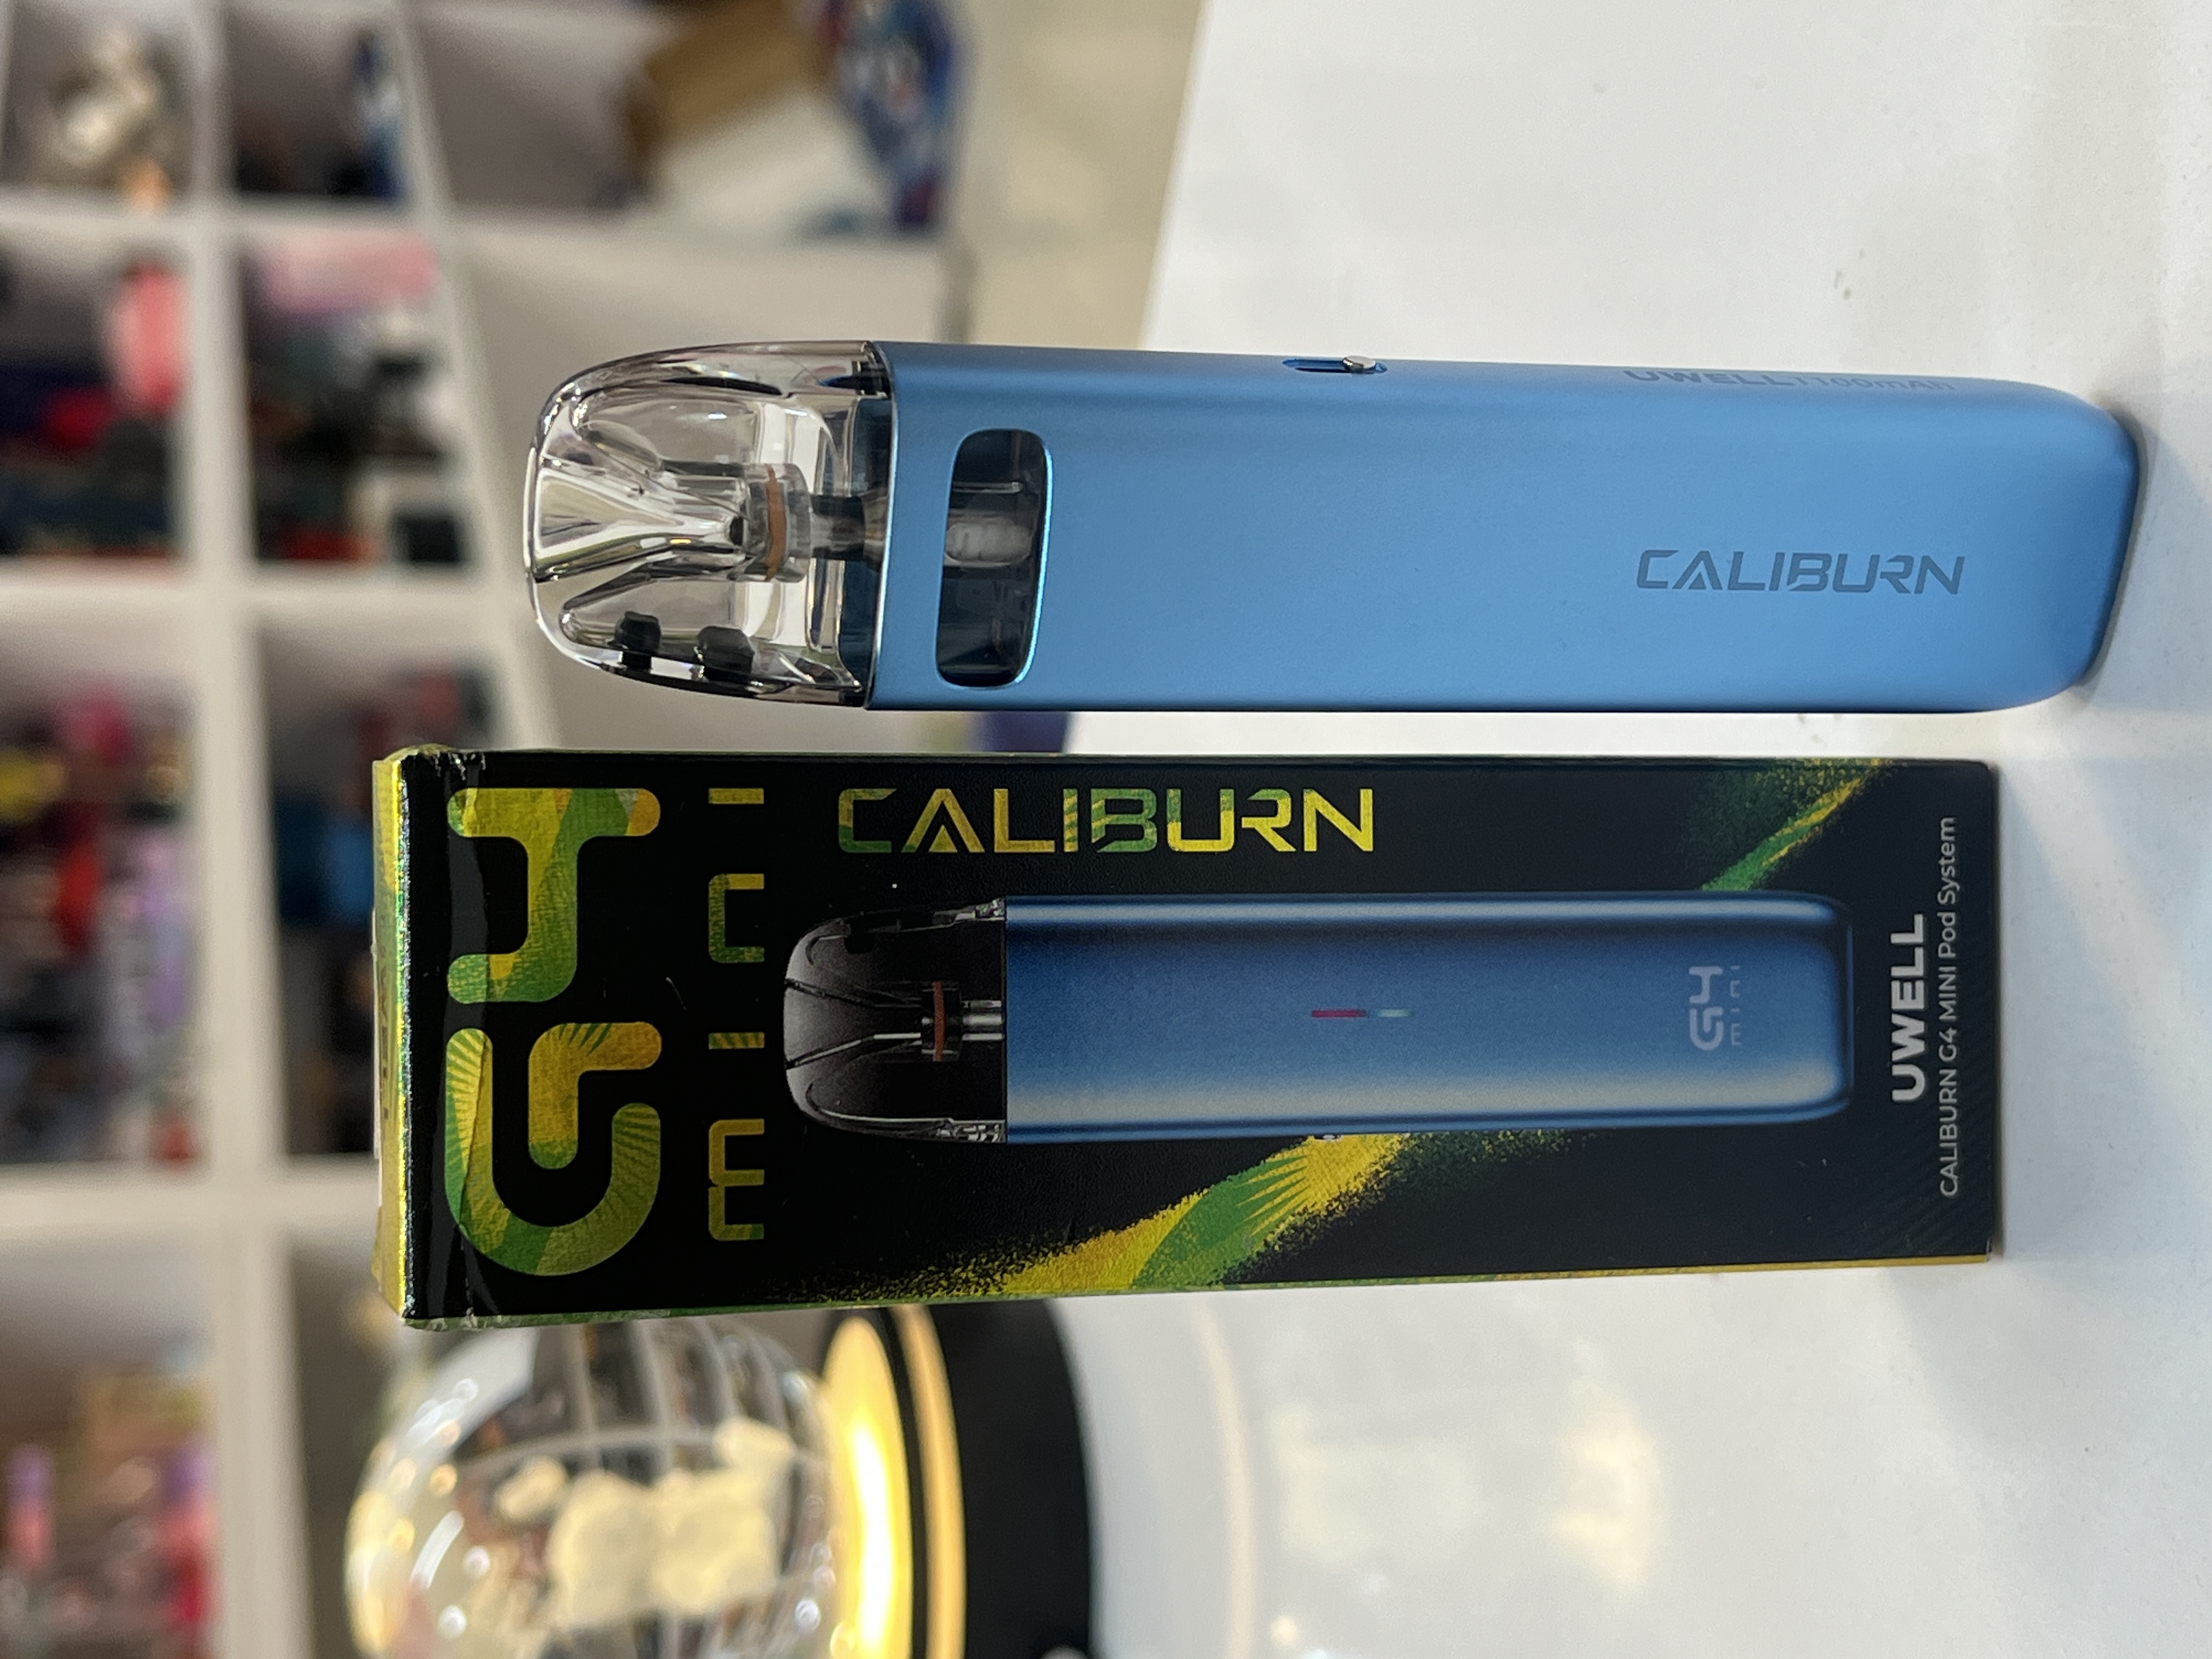 UWELL 1100mAh
CALIBURN
G4
MINI
CALIBURN
G4
MINI
UWELL
CALIBURN G4 MINI Pod System